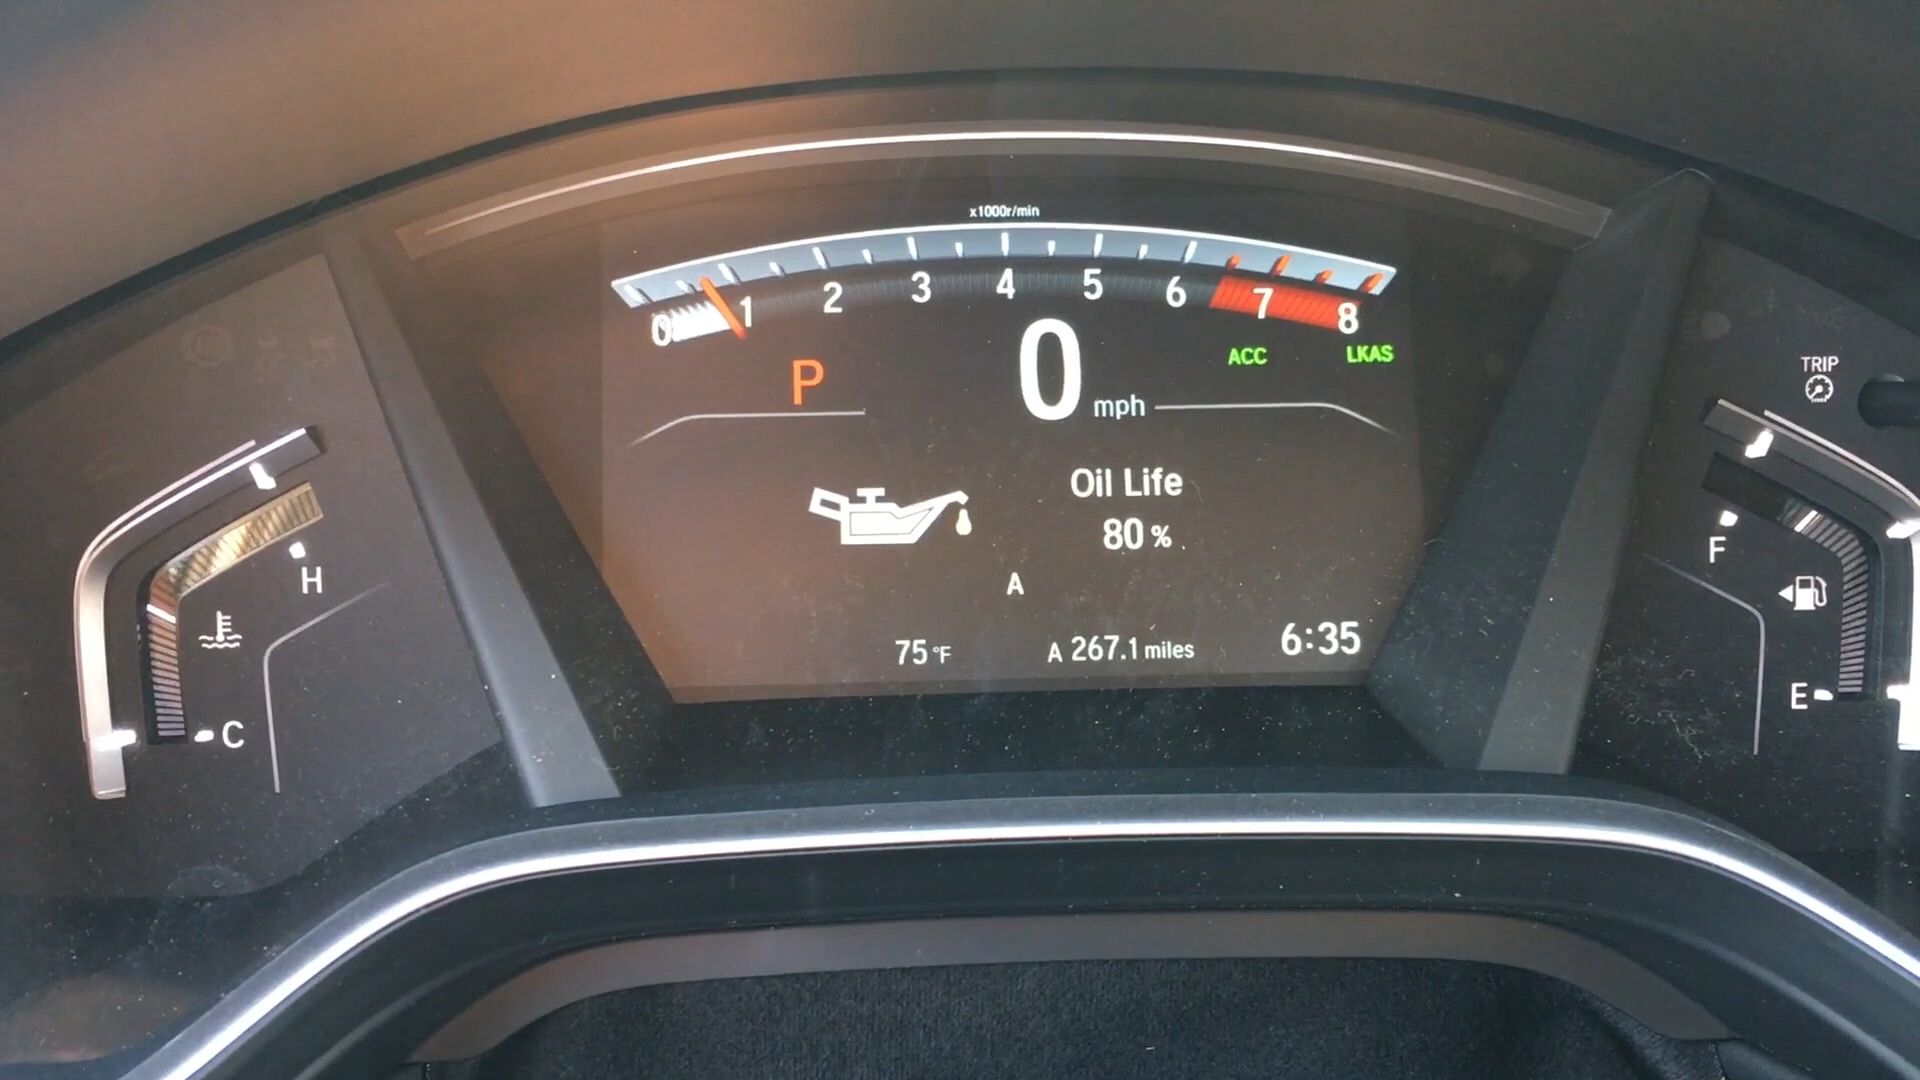 x1000r/min
0 1 2 3 4 5 6 7 8
P
0 mph
ACC
LKAS
TRIP
Oil Life
80 %
A
75 °F
A 267.1 miles
6:35
H
C
F
E